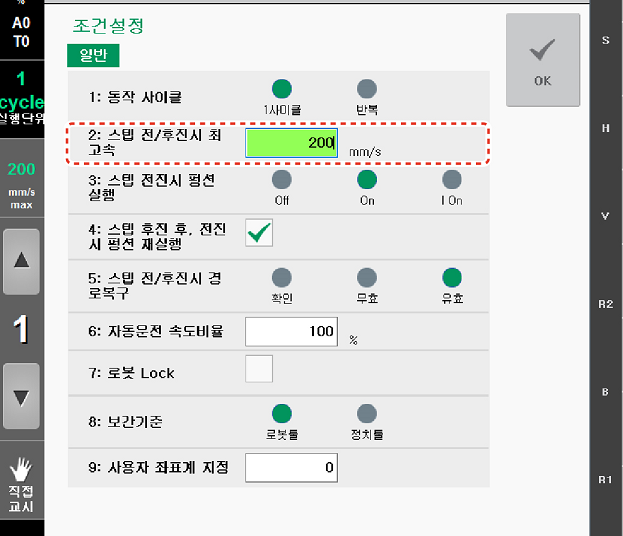 %
A0
T0
1
cycle
실행단위
200
mm/s
max
1
직접
교시
조건설정
일반
1: 동작 사이클
1사이클
반복
2: 스텝 전/후진시 최
고속
200
mm/s
3: 스텝 전진시 펑션
실행
Off
On
I On
4: 스텝 후진 후, 전진
시 펑션 재실행
5: 스텝 전/후진시 경
로복구
확인
무효
유효
6: 자동운전 속도비율
100
%
7: 로봇 Lock
8: 보간기준
로봇툴
정치툴
9: 사용자 좌표계 지정
0
OK
S
H
V
R2
B
R1